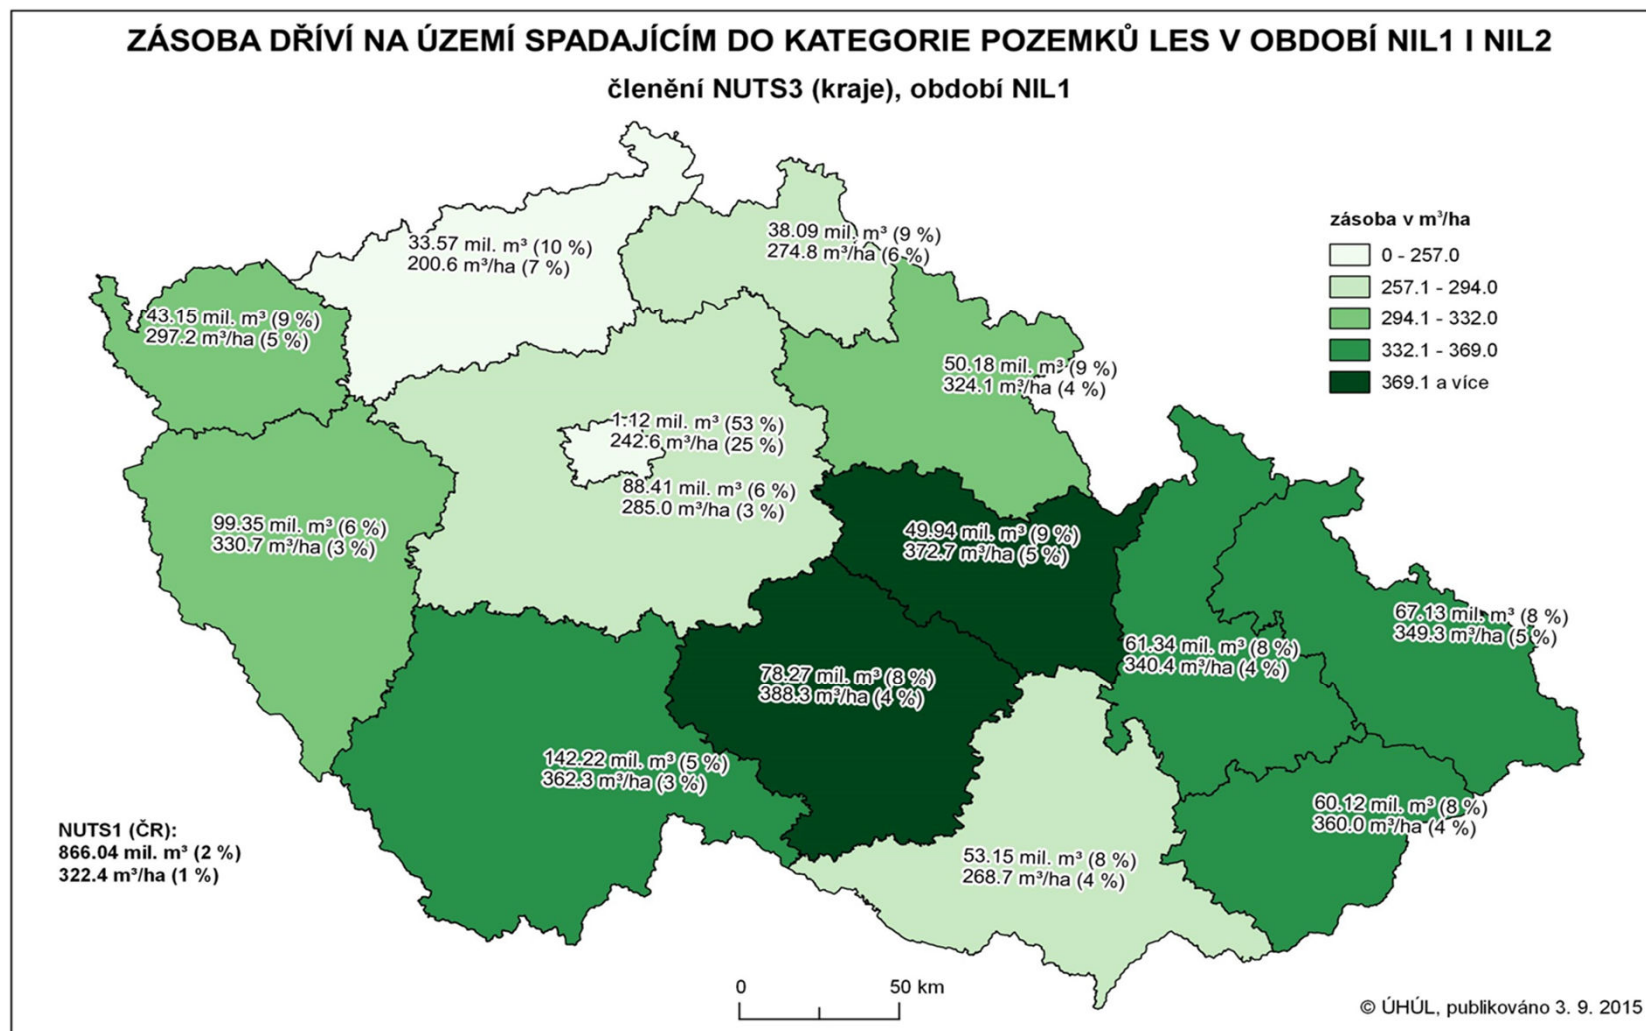 ZÁSOBA DŘÍVÍ NA ÚZEMÍ SPADAJÍCÍM DO KATEGORIE POZEMKŮ LES V OBDOBÍ NIL1 I NIL2
členění NUTS3 (kraje), období NIL1
zásoba v m³/ha
0 - 257.0
257.1 - 294.0
294.1 - 332.0
332.1 - 369.0
369.1 a více
33.57 mil. m³ (10 %)
200.6 m³/ha (7 %)
38.09 mil. m³ (9 %)
274.8 m³/ha (6 %)
43.15 mil. m³ (9 %)
297.2 m³/ha (5 %)
50.18 mil. m³ (9 %)
324.1 m³/ha (4 %)
1.12 mil. m³ (53 %)
242.6 m³/ha (25 %)
88.41 mil. m³ (6 %)
285.0 m³/ha (3 %)
99.35 mil. m³ (6 %)
330.7 m³/ha (3 %)
49.94 mil. m³ (9 %)
372.7 m³/ha (5 %)
67.13 mil. m³ (8 %)
349.3 m³/ha (5 %)
61.34 mil. m³ (8 %)
340.4 m³/ha (4 %)
78.27 mil. m³ (8 %)
388.3 m³/ha (4 %)
142.22 mil. m³ (5 %)
362.3 m³/ha (3 %)
60.12 mil. m³ (8 %)
360.0 m³/ha (4 %)
53.15 mil. m³ (8 %)
268.7 m³/ha (4 %)
NUTS1 (ČR):
866.04 mil. m³ (2 %)
322.4 m³/ha (1 %)
0 50 km
© ÚHÚL, publikováno 3. 9. 2015